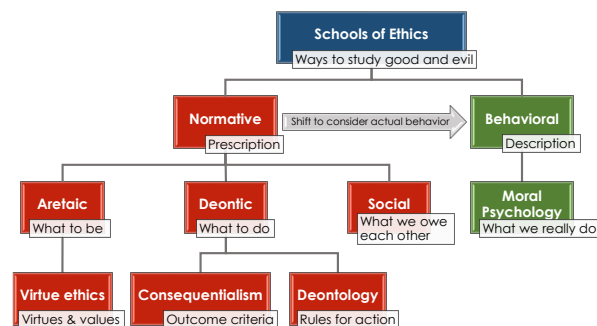 Schools of Ethics
Ways to study good and evil
Normative
Prescription
Shift to consider actual behavior
Behavioral
Description
Aretaic
What to be
Deontic
What to do
Social
What we owe
each other
Moral
Psychology
What we really do
Virtue ethics
Virtues & values
Consequentialism
Outcome criteria
Deontology
Rules for action